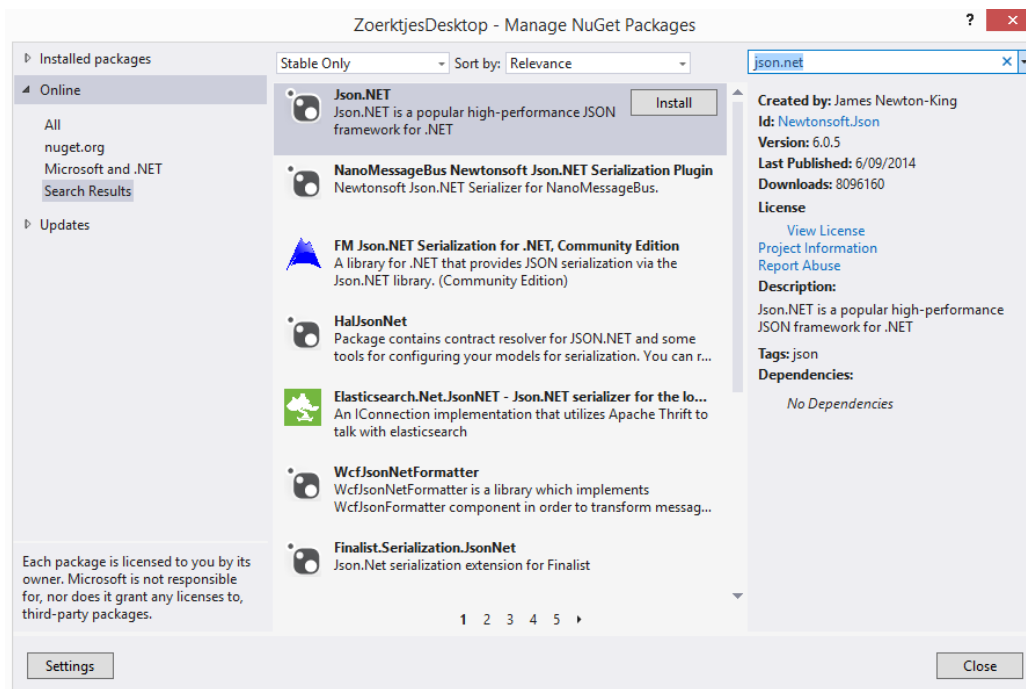 ZoerktjesDesktop - Manage NuGet Packages
?
Installed packages
Online
All
nuget.org
Microsoft and .NET
Search Results
Updates
Each package is licensed to you by its
owner. Microsoft is not responsible
for, nor does it grant any licenses to,
third-party packages.
Settings
Stable Only
Sort by: Relevance
Json.NET
Json.NET is a popular high-performance JSON
framework for .NET
Install
NanoMessageBus Newtonsoft Json.NET Serialization Plugin
Newtonsoft Json.NET Serializer for NanoMessageBus.
FM Json.NET Serialization for .NET, Community Edition
A library for .NET that provides JSON serialization via the
Json.NET library. (Community Edition)
HalJsonNet
Package contains contract resolver for JSON.NET and some
tools for configuring your models for serialization. You can r...
Elasticsearch.Net.JsonNET - Json.NET serializer for the lo...
An IConnection implementation that utilizes Apache Thrift to
talk with elasticsearch
WcfJsonNetFormatter
WcfJsonNetFormatter is a library which implements
WcfJsonFormatter component in order to transform messag...
Finalist.Serialization.JsonNet
Json.Net serialization extension for Finalist
1 2 3 4 5
json.net
Created by: James Newton-King
Id: Newtonsoft.Json
Version: 6.0.5
Last Published: 6/09/2014
Downloads: 8096160
License
View License
Project Information
Report Abuse
Description:
Json.NET is a popular high-performance
JSON framework for .NET
Tags: json
Dependencies:
No Dependencies
Close